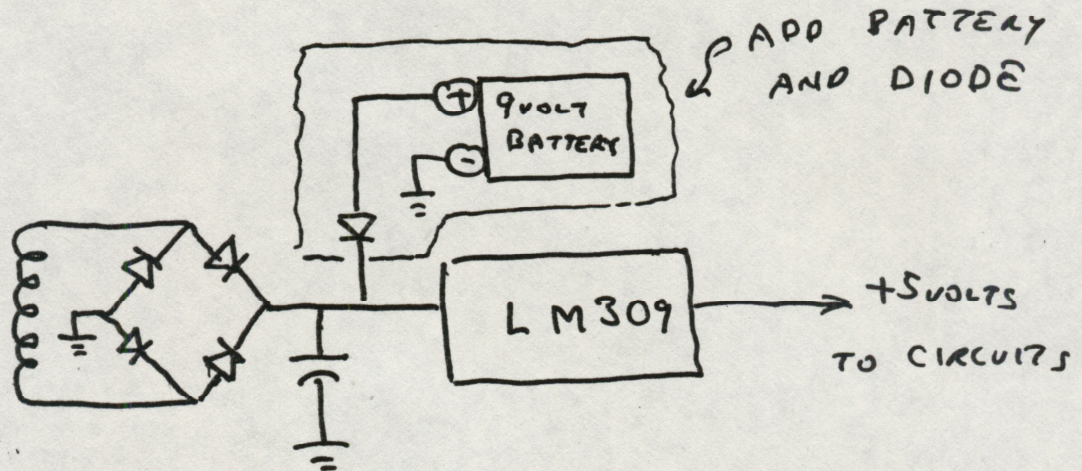 ADD BATTERY
AND DIODE
+
9VOLT
BATTERY
-
LM309
+5VOLTS
TO CIRCUITS